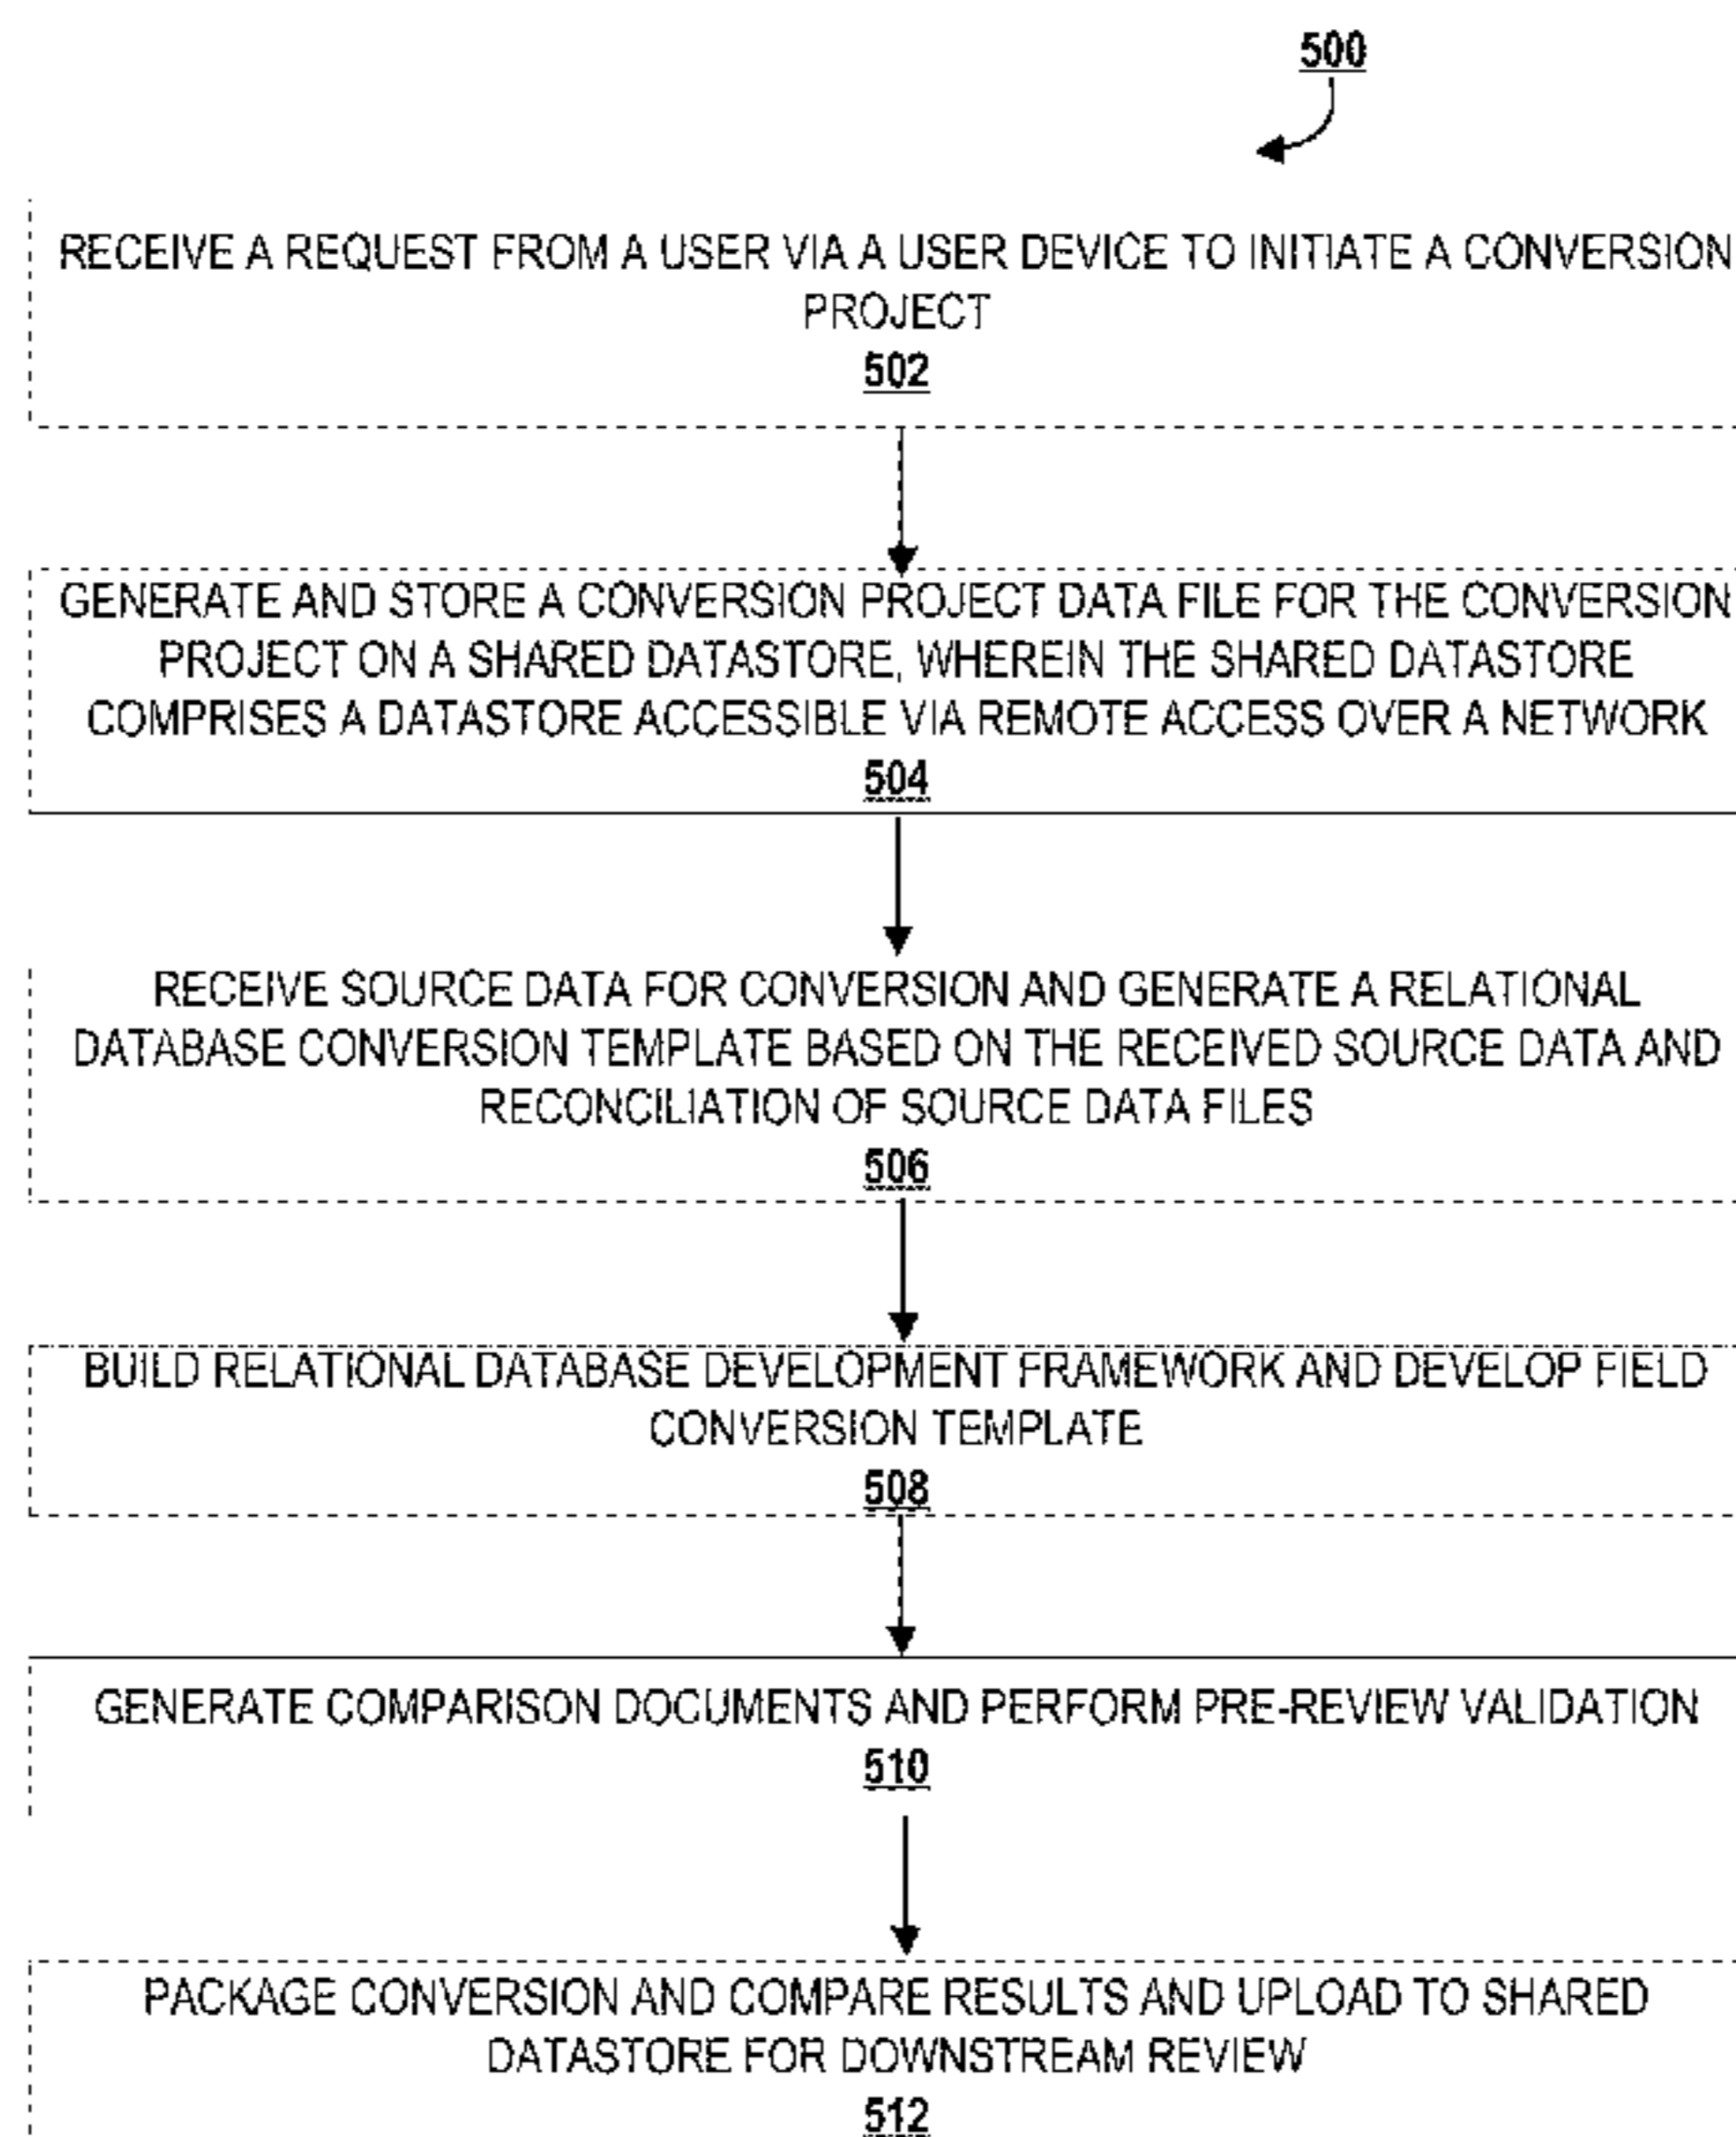 500
RECEIVE A REQUEST FROM A USER VIA A USER DEVICE TO INITIATE A CONVERSION
PROJECT
502
GENERATE AND STORE A CONVERSION PROJECT DATA FILE FOR THE CONVERSION
PROJECT ON A SHARED DATASTORE, WHEREIN THE SHARED DATASTORE
COMPRISES A DATASTORE ACCESSIBLE VIA REMOTE ACCESS OVER A NETWORK
504
RECEIVE SOURCE DATA FOR CONVERSION AND GENERATE A RELATIONAL
DATABASE CONVERSION TEMPLATE BASED ON THE RECEIVED SOURCE DATA AND
RECONCILIATION OF SOURCE DATA FILES
506
BUILD RELATIONAL DATABASE DEVELOPMENT FRAMEWORK AND DEVELOP FIELD
CONVERSION TEMPLATE
508
GENERATE COMPARISON DOCUMENTS AND PERFORM PRE-REVIEW VALIDATION
510
PACKAGE CONVERSION AND COMPARE RESULTS AND UPLOAD TO SHARED
DATASTORE FOR DOWNSTREAM REVIEW
512